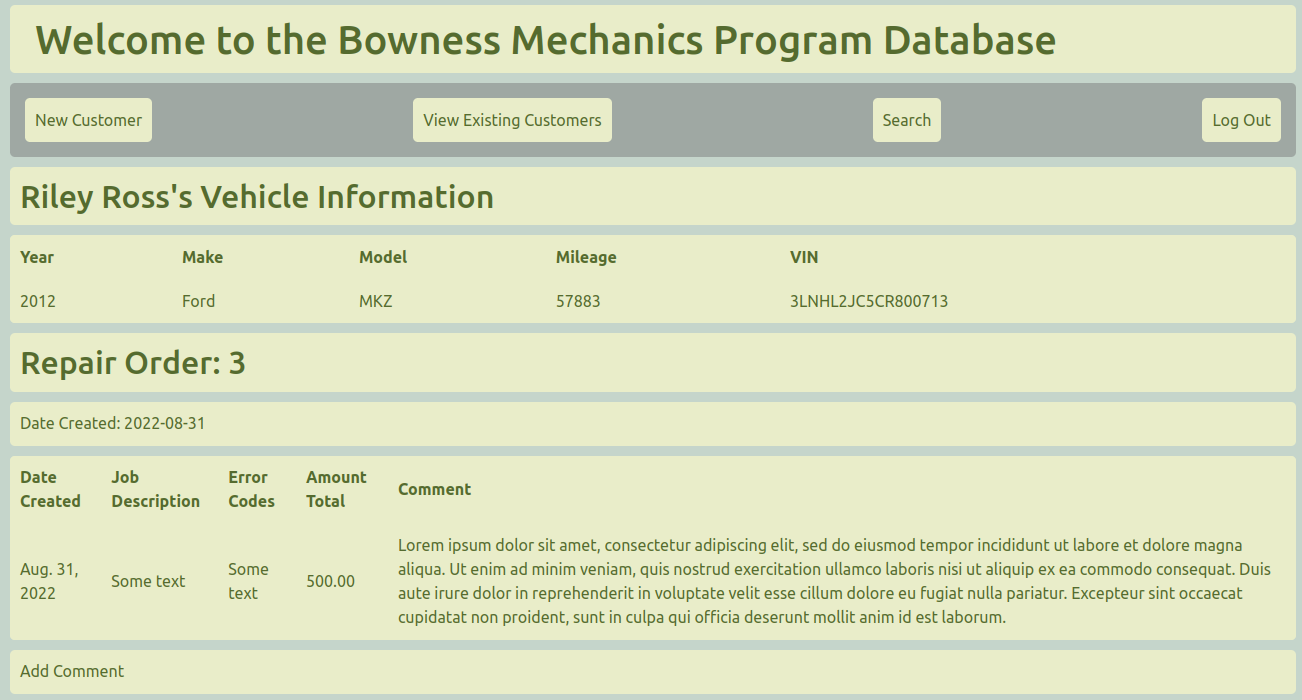 Welcome to the Bowness Mechanics Program Database
New Customer View Existing Customers Search Log Out
Riley Ross's Vehicle Information
Year Make Model Mileage VIN
2012 Ford MKZ 57883 3LNHL2JC5CR800713
Repair Order: 3
Date Created: 2022-08-31
Date Created Job Description Error Codes Amount Total Comment
Aug. 31, 2022 Some text Some text 500.00
Lorem ipsum dolor sit amet, consectetur adipiscing elit, sed do eiusmod tempor incididunt ut labore et dolore magna
aliqua. Ut enim ad minim veniam, quis nostrud exercitation ullamco laboris nisi ut aliquip ex ea commodo consequat. Duis
aute irure dolor in reprehenderit in voluptate velit esse cillum dolore eu fugiat nulla pariatur. Excepteur sint occaecat
cupidatat non proident, sunt in culpa qui officia deserunt mollit anim id est laborum.
Add Comment